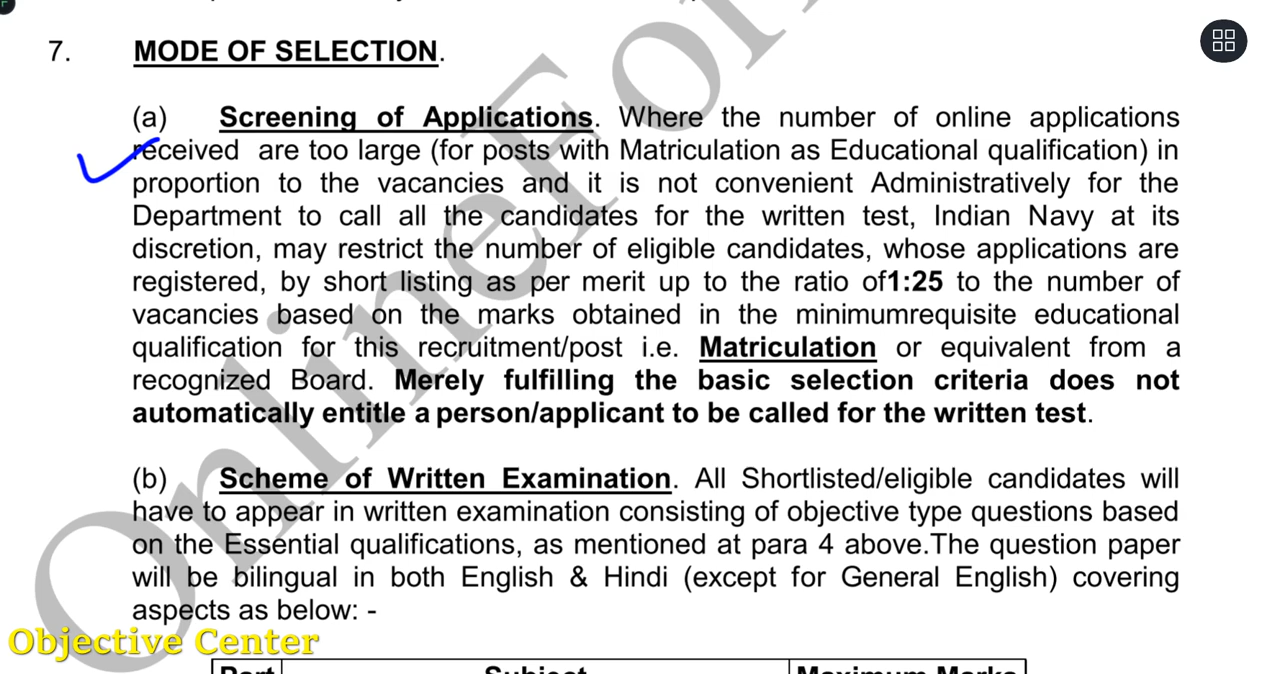 7. MODE OF SELECTION.
(a) Screening of Applications. Where the number of online applications
received are too large (for posts with Matriculation as Educational qualification) in
proportion to the vacancies and it is not convenient Administratively for the
Department to call all the candidates for the written test, Indian Navy at its
discretion, may restrict the number of eligible candidates, whose applications are
registered, by short listing as per merit up to the ratio of1:25 to the number of
vacancies based on the marks obtained in the minimumrequisite educational
qualification for this recruitment/post i.e. Matriculation or equivalent from a
recognized Board. Merely fulfilling the basic selection criteria does not
automatically entitle a person/applicant to be called for the written test.
(b) Scheme of Written Examination. All Shortlisted/eligible candidates will
have to appear in written examination consisting of objective type questions based
on the Essential qualifications, as mentioned at para 4 above.The question paper
will be bilingual in both English & Hindi (except for General English) covering
aspects as below: -
Objective Center
Part Subject Maximum Marks
OnlineFor